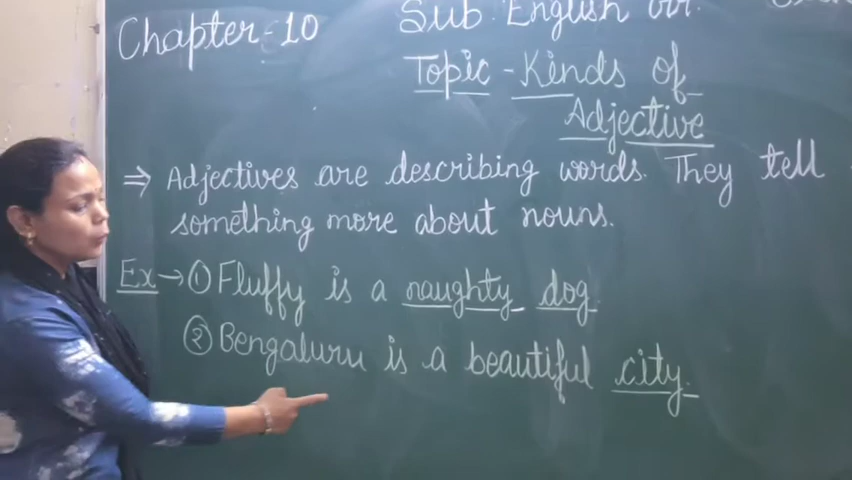 Chapter-10
Sub. English
Topic - Kinds of
Adjective
⇒ Adjectives are describing words. They tell
something more about nouns.
Ex → ① Fluffy is a naughty dog.
② Bengaluru is a beautiful city.